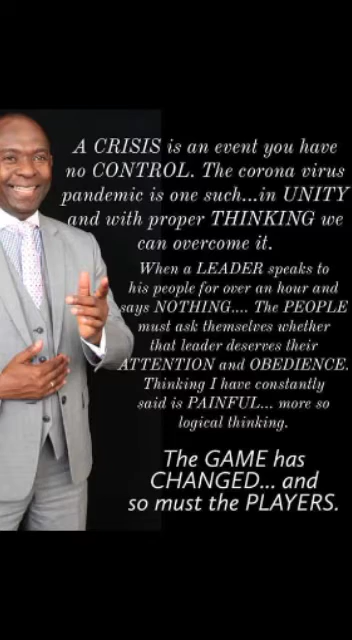 A CRISIS is an event you have
no CONTROL. The corona virus
pandemic is one such...in UNITY
and with proper THINKING we
can overcome it.
When a LEADER speaks to
his people for over an hour and
says NOTHING.... The PEOPLE
must ask themselves whether
that leader deserves their
ATTENTION and OBEDIENCE.
Thinking I have constantly
said is PAINFUL... more so
logical thinking.
The GAME has
CHANGED... and
so must the PLAYERS.